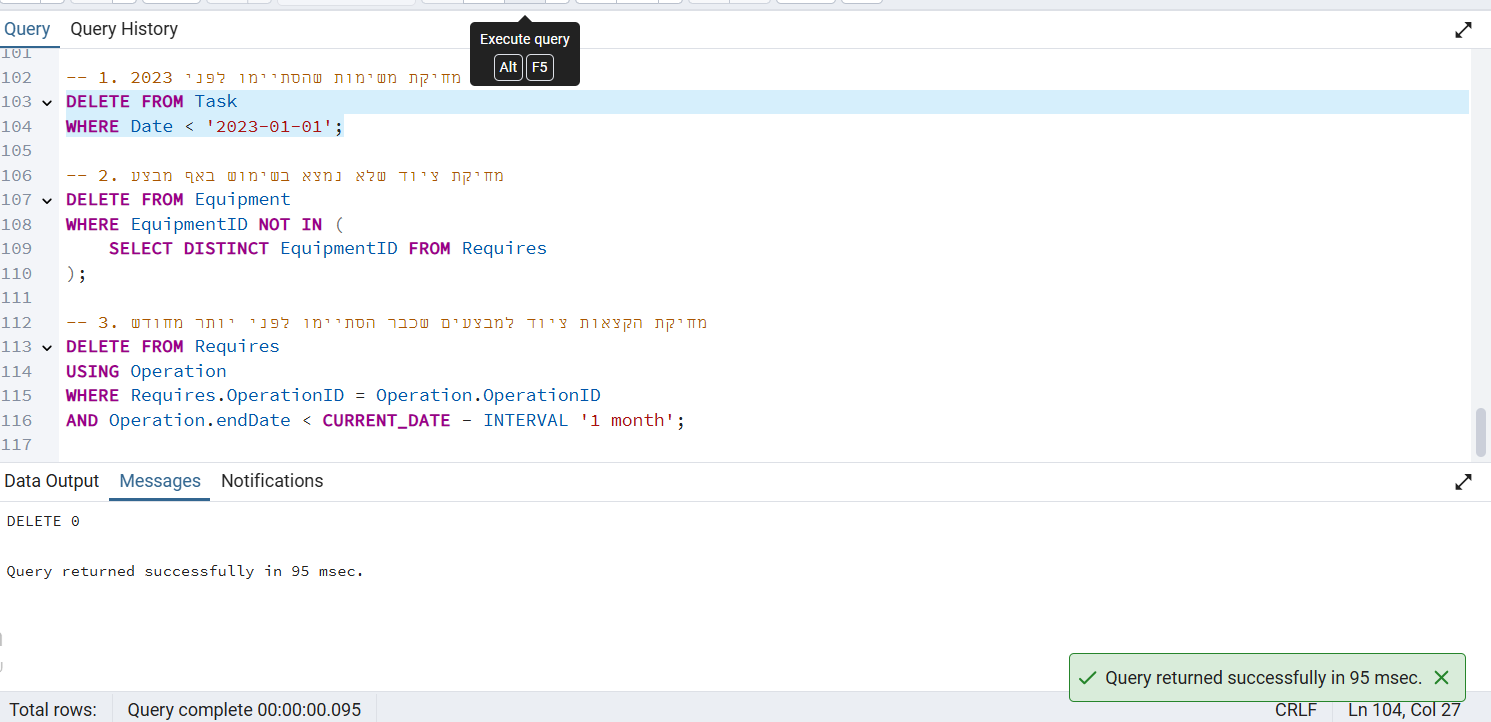 Query Query History
Execute query
Alt F5
101
102 -- 1. מחיקת משימות שהסתיימו לפני 2023
103 DELETE FROM Task
104 WHERE Date < '2023-01-01';
105
106 -- 2. מחיקת ציוד שלא נמצא בשימוש באף מבצע
107 DELETE FROM Equipment
108 WHERE EquipmentID NOT IN (
109 SELECT DISTINCT EquipmentID FROM Requires
110 );
111
112 -- 3. מחיקת הקצאות ציוד למבצעים שכבר הסתיימו לפני יותר מחודש
113 DELETE FROM Requires
114 USING Operation
115 WHERE Requires.OperationID = Operation.OperationID
116 AND Operation.endDate < CURRENT_DATE - INTERVAL '1 month';
117
Data Output Messages Notifications
DELETE 0
Query returned successfully in 95 msec.
Query returned successfully in 95 msec.
Total rows: Query complete 00:00:00.095 CRLF Ln 104, Col 27